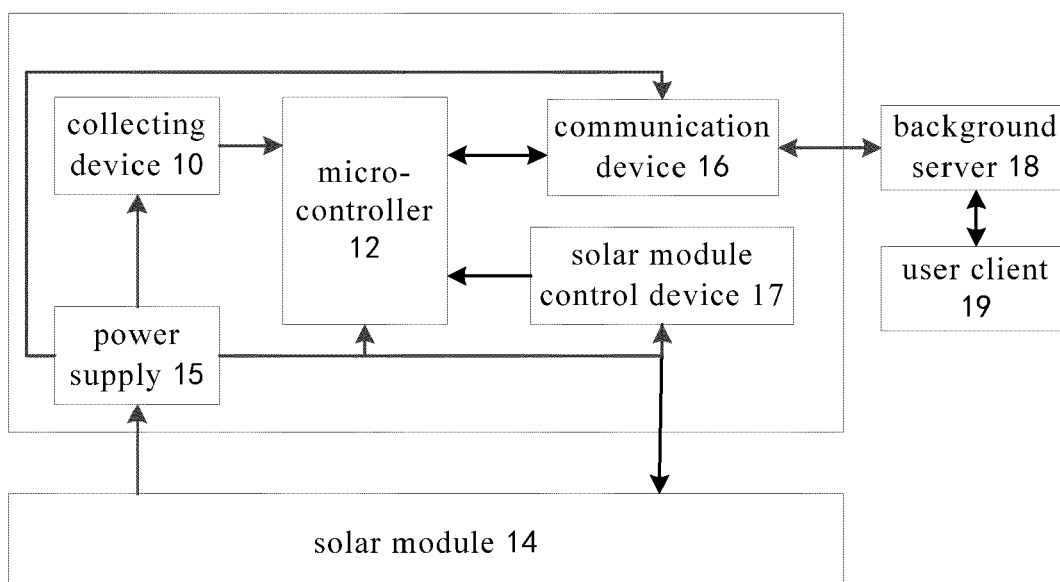 collecting
device 10
micro-
controller
12
communication
device 16
background
server 18
solar module
control device 17
user client
19
power
supply 15
solar module 14